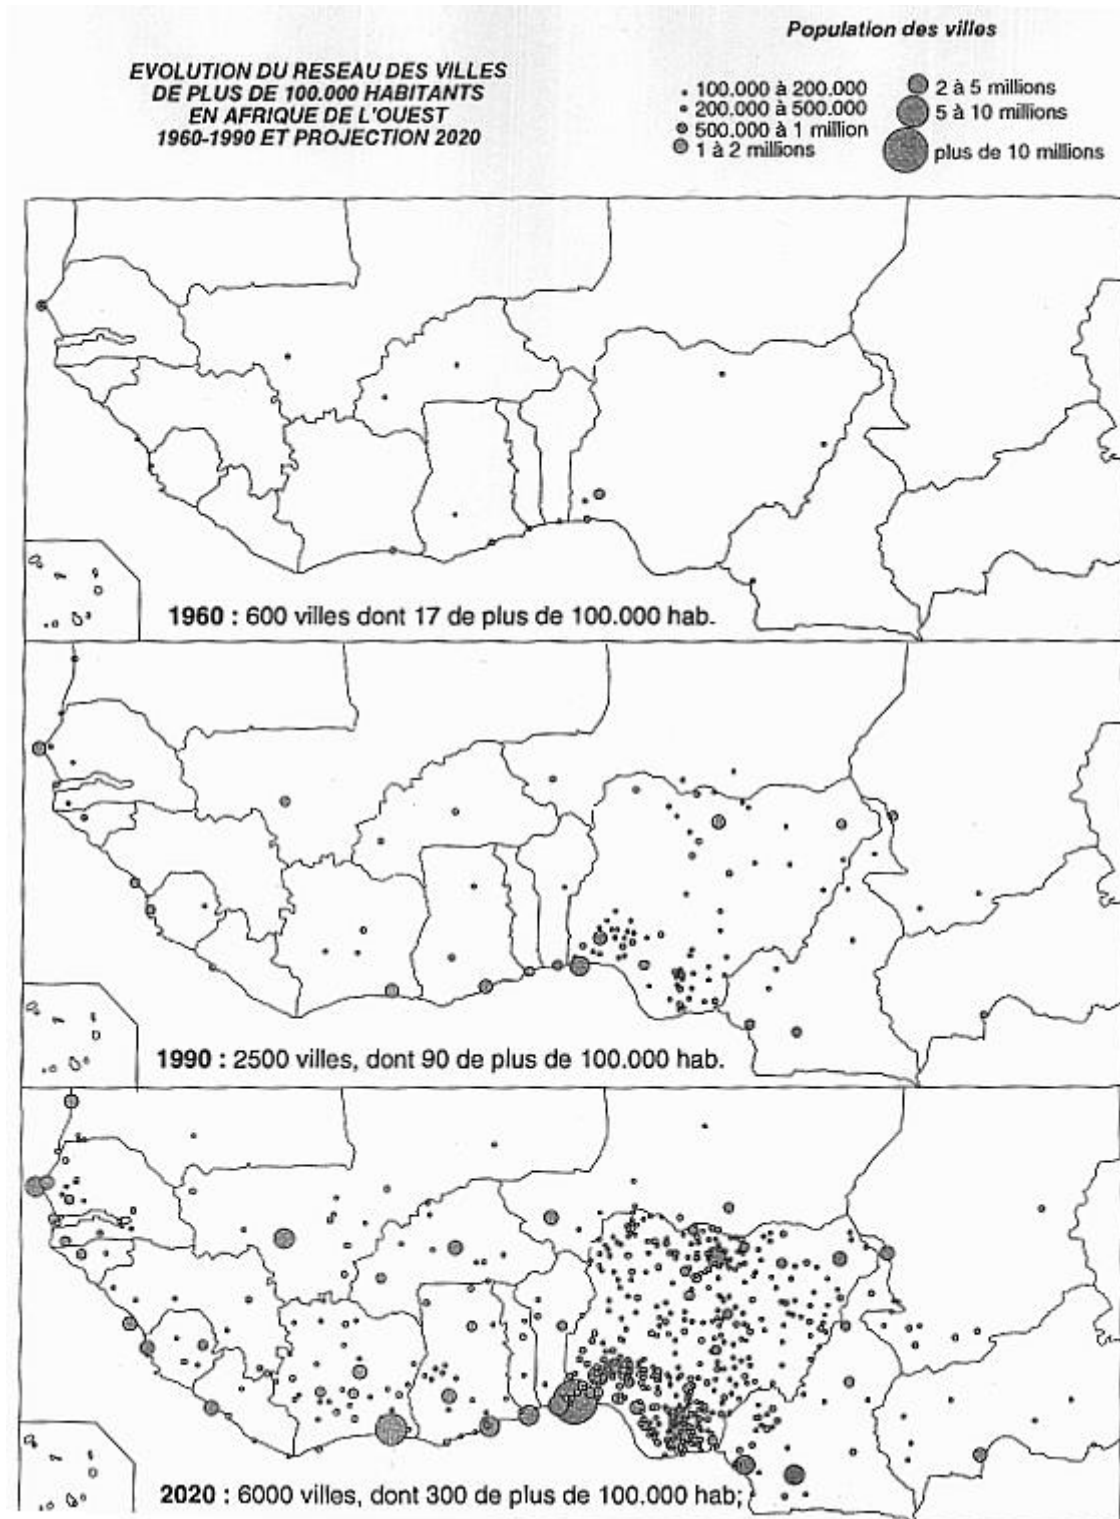 EVOLUTION DU RESEAU DES VILLES
DE PLUS DE 100.000 HABITANTS
EN AFRIQUE DE L'OUEST
1960-1990 ET PROJECTION 2020
Population des villes
100.000 à 200.000
200.000 à 500.000
500.000 à 1 million
1 à 2 millions
2 à 5 millions
5 à 10 millions
plus de 10 millions
1960 : 600 villes dont 17 de plus de 100.000 hab.
1990 : 2500 villes, dont 90 de plus de 100.000 hab.
2020 : 6000 villes, dont 300 de plus de 100.000 hab;